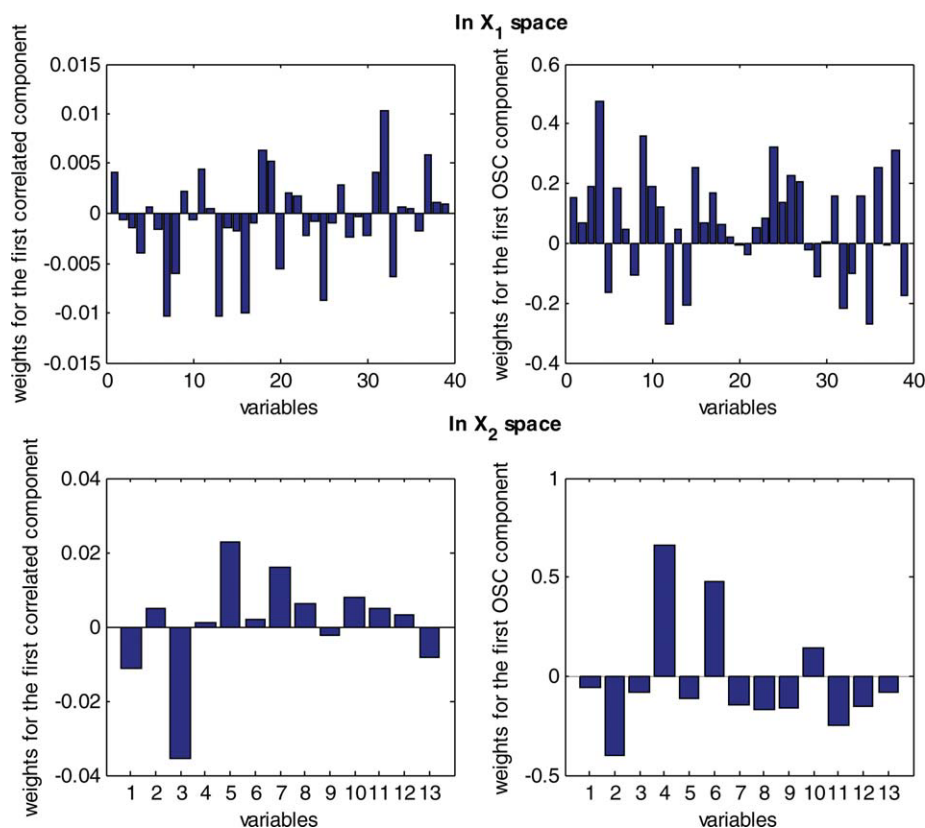 In X1 space
weights for the first correlated component
0.015
0.01
0.005
0
-0.005
-0.01
-0.015
0 10 20 30 40
variables
weights for the first OSC component
0.6
0.4
0.2
0
-0.2
-0.4
0 10 20 30 40
variables
In X2 space
weights for the first correlated component
0.04
0.02
0
-0.02
-0.04
1 2 3 4 5 6 7 8 9 10 11 12 13
variables
weights for the first OSC component
1
0.5
0
-0.5
1 2 3 4 5 6 7 8 9 10 11 12 13
variables